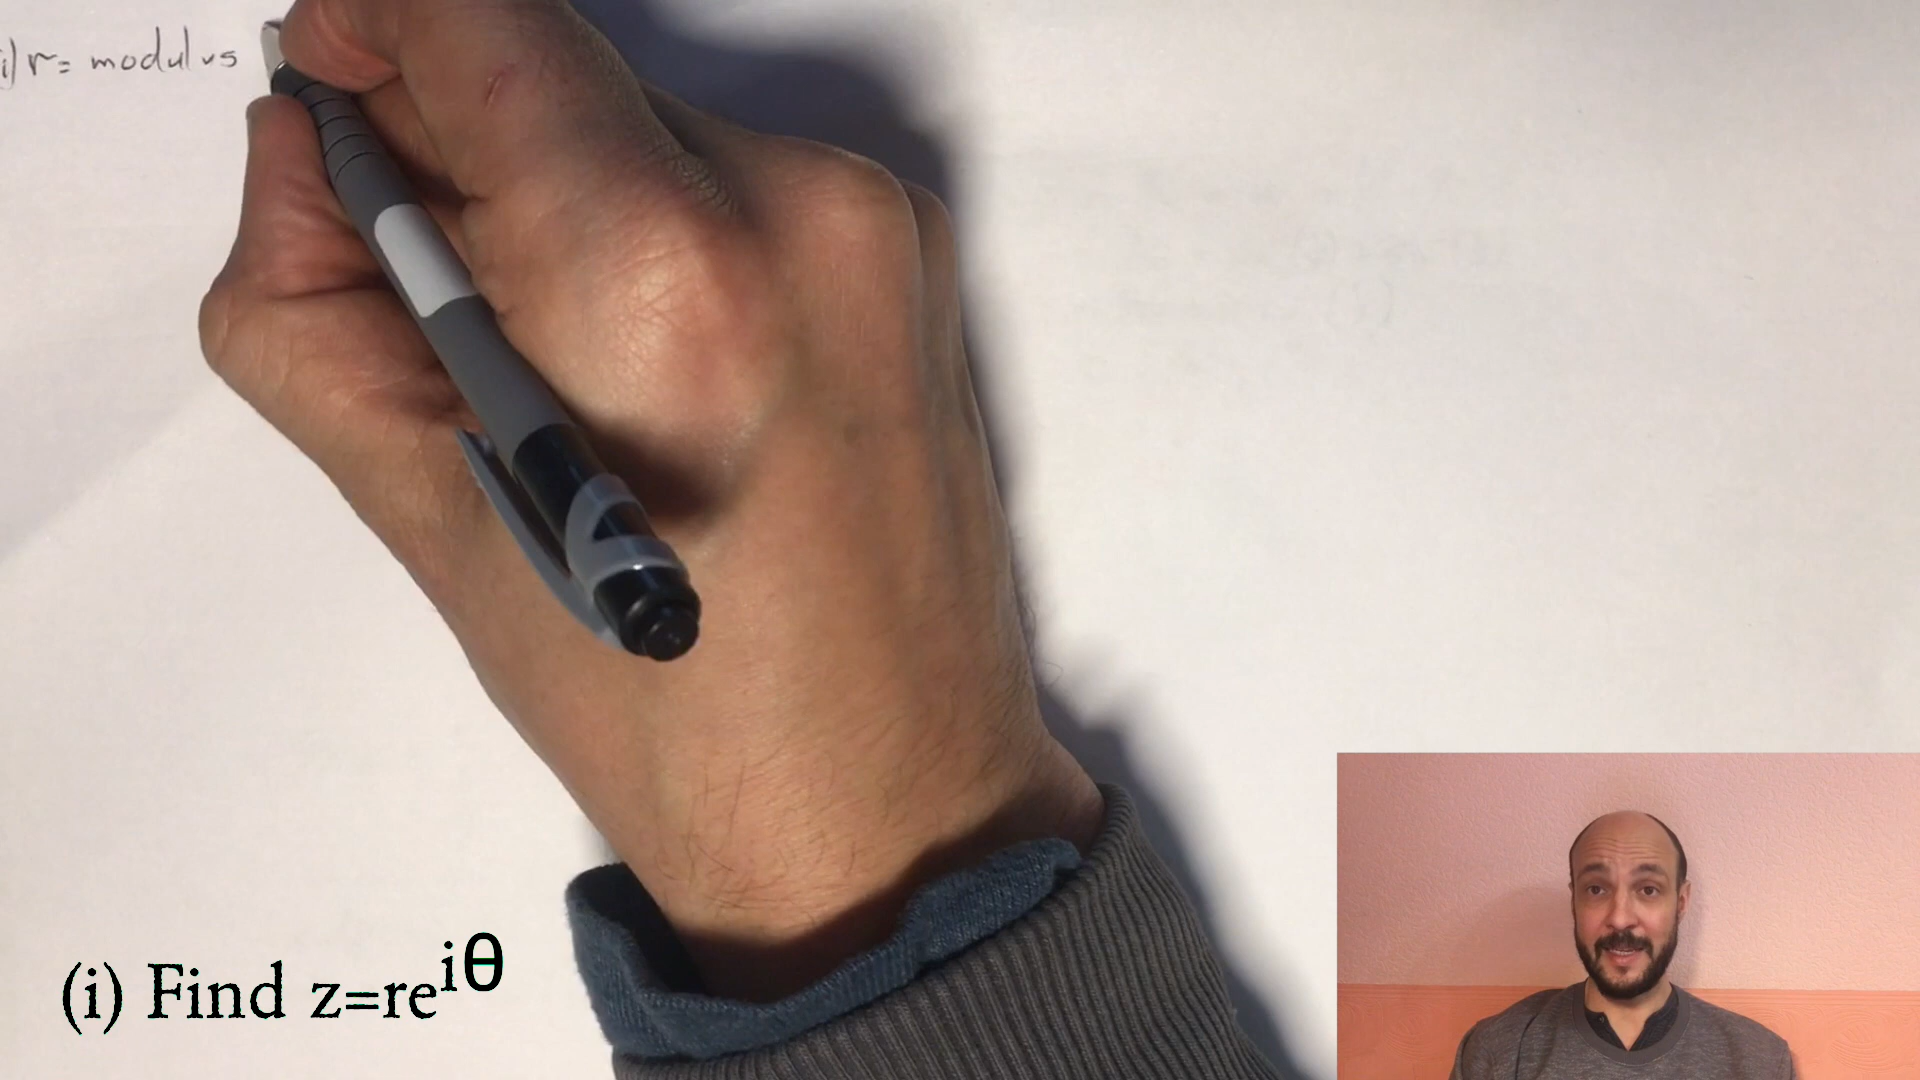 i) r = modulus
(i) Find z=re^iθ